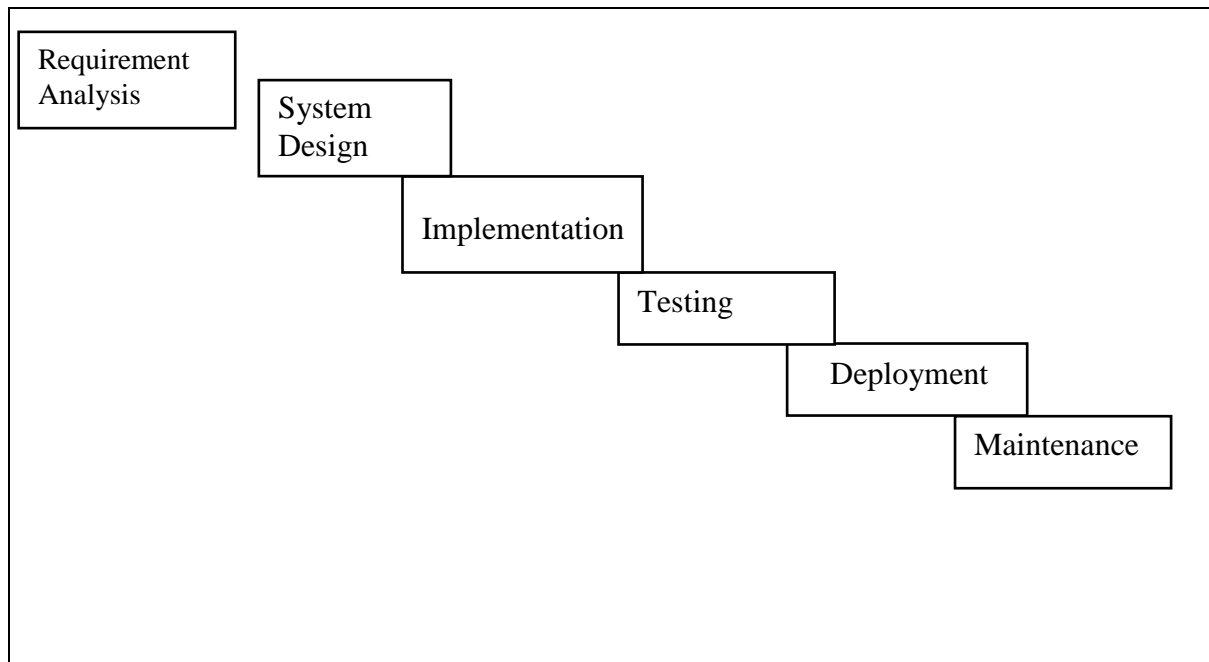 Requirement
Analysis
System
Design
Implementation
Testing
Deployment
Maintenance